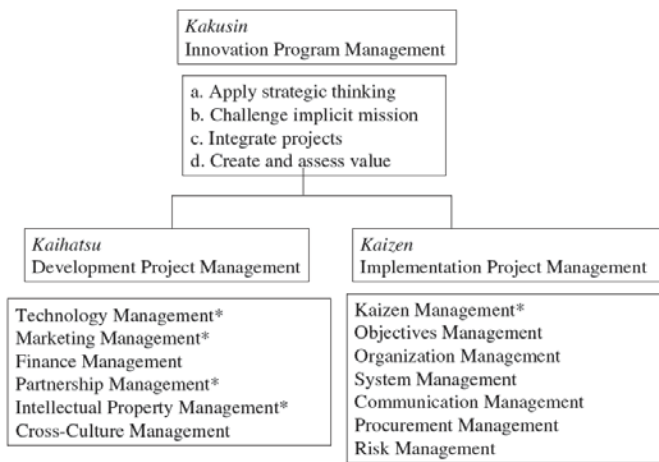 Kakusin
Innovation Program Management
a. Apply strategic thinking
b. Challenge implicit mission
c. Integrate projects
d. Create and assess value
Kaihatsu
Development Project Management
Technology Management*
Marketing Management*
Finance Management
Partnership Management*
Intellectual Property Management*
Cross-Culture Management
Kaizen
Implementation Project Management
Kaizen Management*
Objectives Management
Organization Management
System Management
Communication Management
Procurement Management
Risk Management